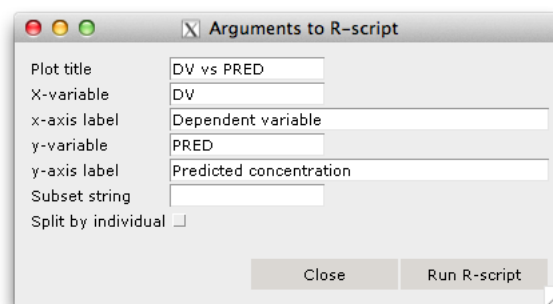 Arguments to R-script
Plot title DV vs PRED
X-variable DV
x-axis label Dependent variable
y-variable PRED
y-axis label Predicted concentration
Subset string
Split by individual
Close Run R-script